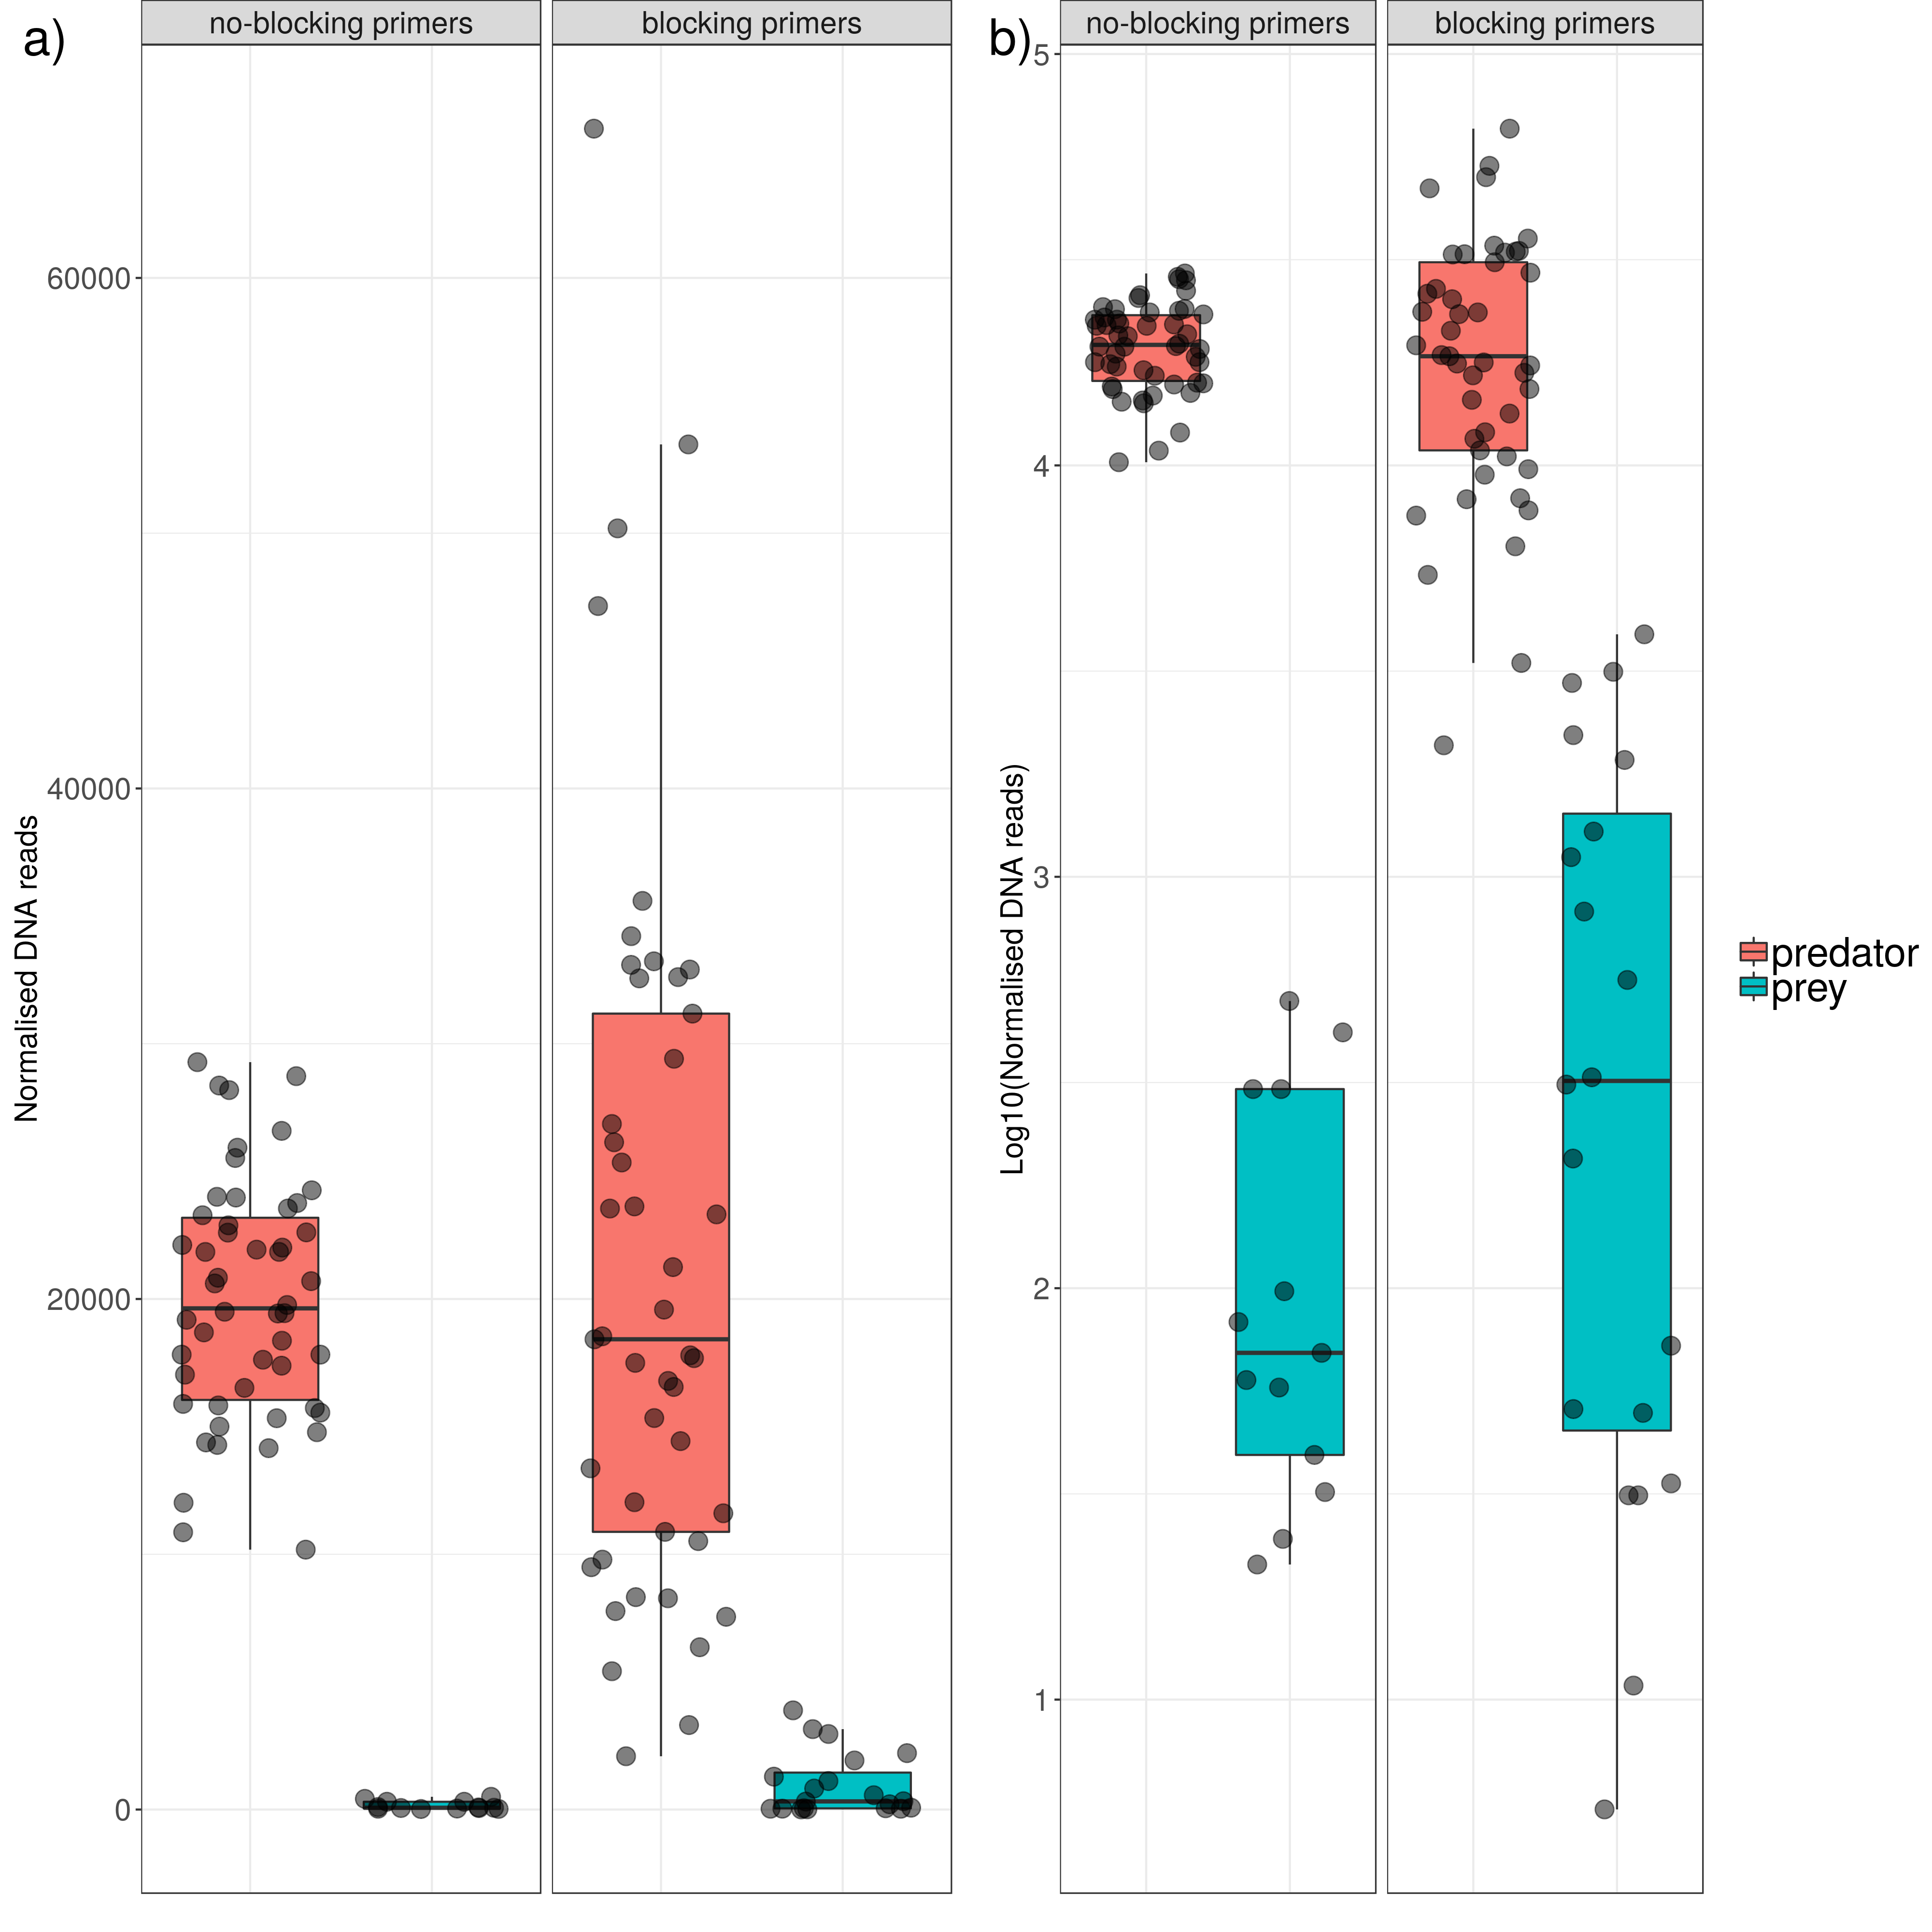 a)
no-blocking primers
blocking primers
60000
40000
20000
0
Normalised DNA reads
b)
no-blocking primers
blocking primers
5
4
3
2
1
Log10(Normalised DNA reads)
predator
prey